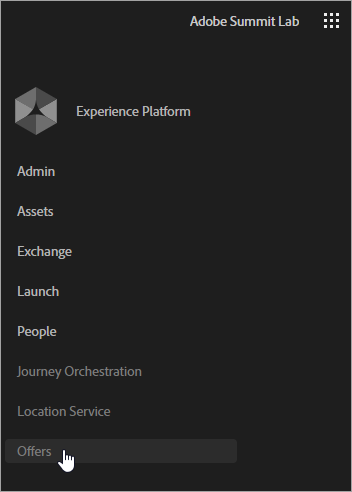 Adobe Summit Lab
Experience Platform
Admin
Assets
Exchange
Launch
People
Journey Orchestration
Location Service
Offers